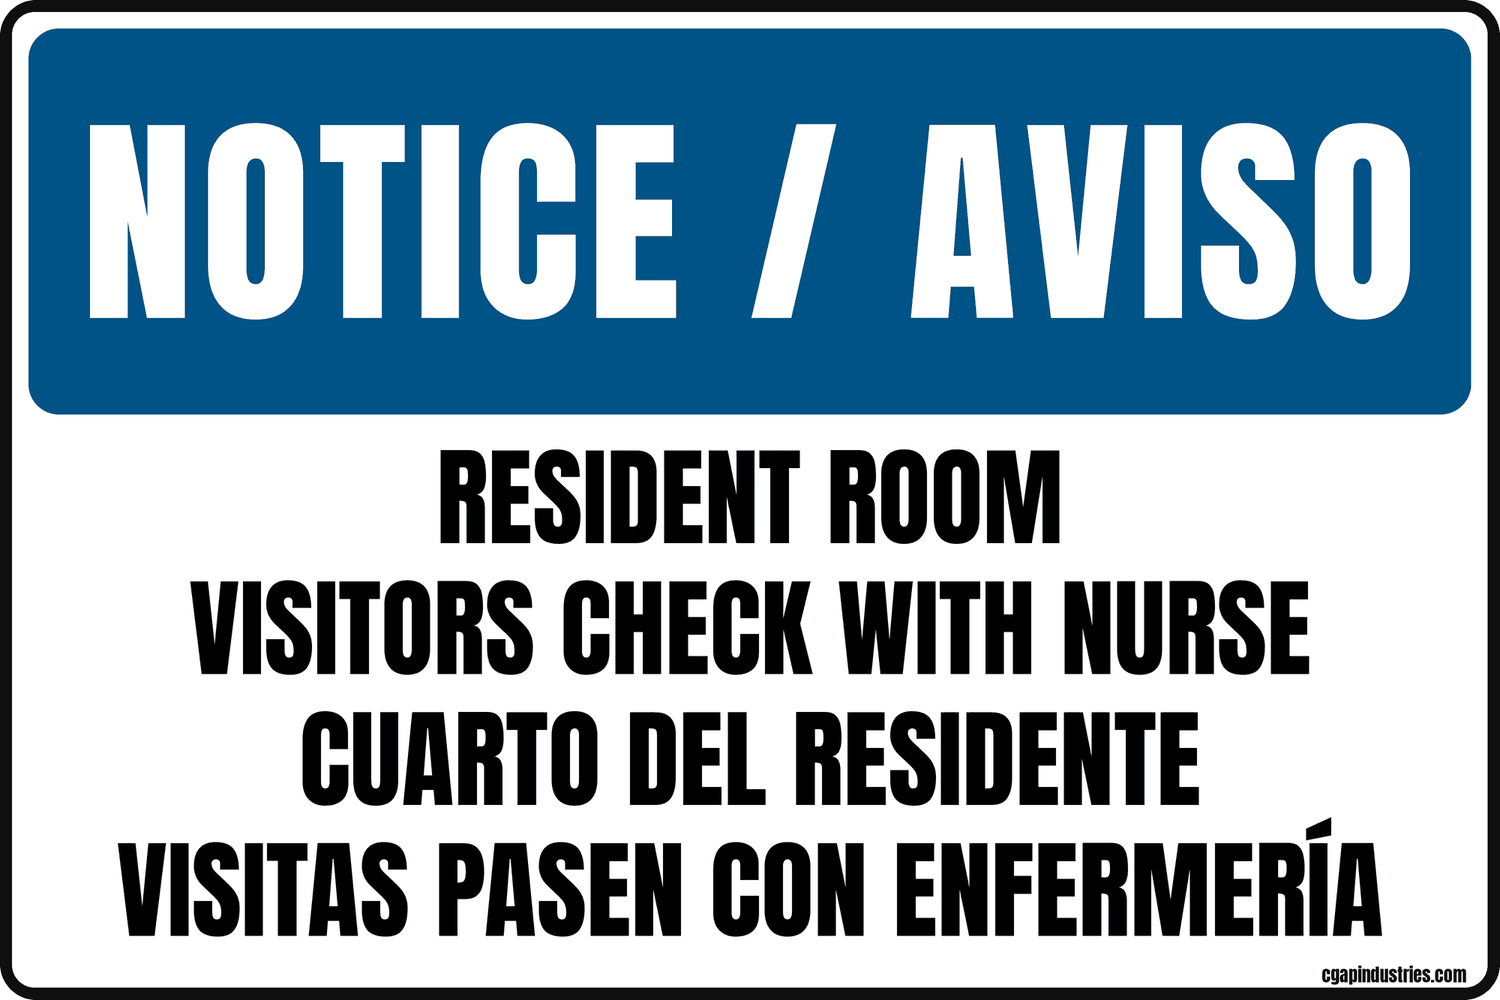 NOTICE / AVISO
RESIDENT ROOM
VISITORS CHECK WITH NURSE
CUARTO DEL RESIDENTE
VISITAS PASEN CON ENFERMERÍA
cgapindustries.com